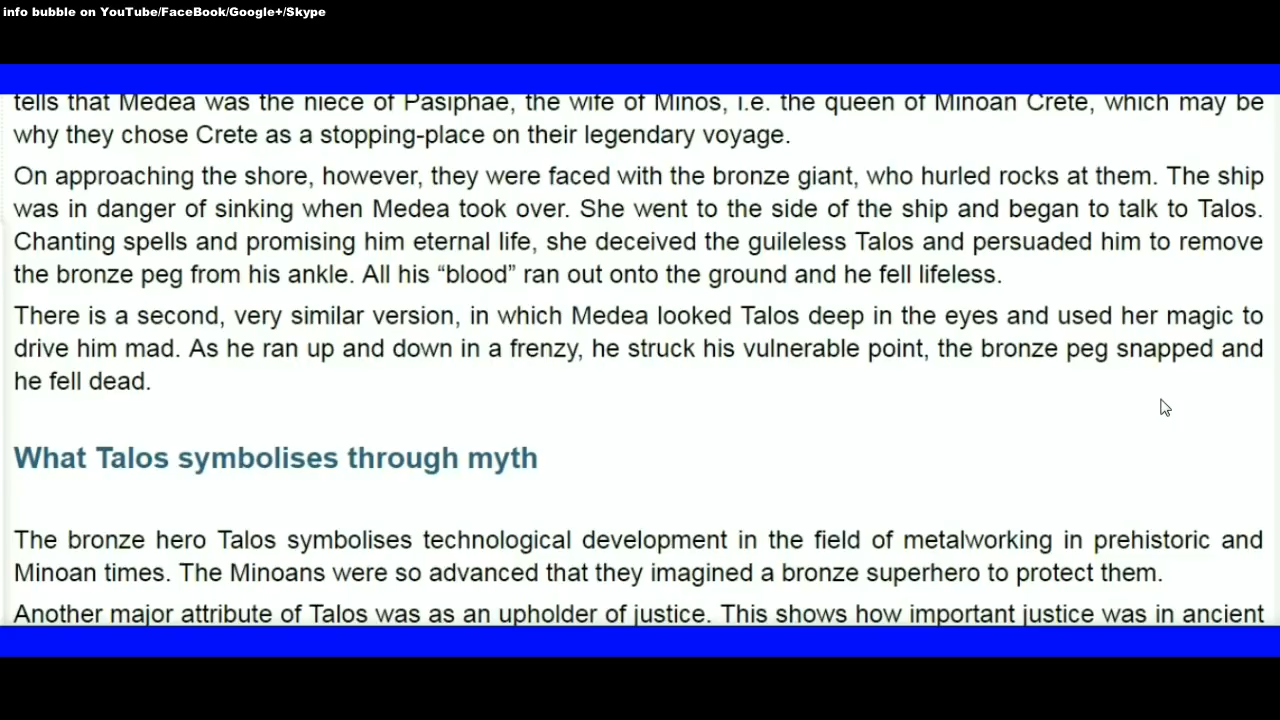 info bubble on YouTube/FaceBook/Google+/Skype
tells that Medea was the niece of Pasiphae, the wife of Minos, i.e. the queen of Minoan Crete, which may be
why they chose Crete as a stopping-place on their legendary voyage.
On approaching the shore, however, they were faced with the bronze giant, who hurled rocks at them. The ship
was in danger of sinking when Medea took over. She went to the side of the ship and began to talk to Talos.
Chanting spells and promising him eternal life, she deceived the guileless Talos and persuaded him to remove
the bronze peg from his ankle. All his “blood” ran out onto the ground and he fell lifeless.
There is a second, very similar version, in which Medea looked Talos deep in the eyes and used her magic to
drive him mad. As he ran up and down in a frenzy, he struck his vulnerable point, the bronze peg snapped and
he fell dead.
What Talos symbolises through myth
The bronze hero Talos symbolises technological development in the field of metalworking in prehistoric and
Minoan times. The Minoans were so advanced that they imagined a bronze superhero to protect them.
Another major attribute of Talos was as an upholder of justice. This shows how important justice was in ancient